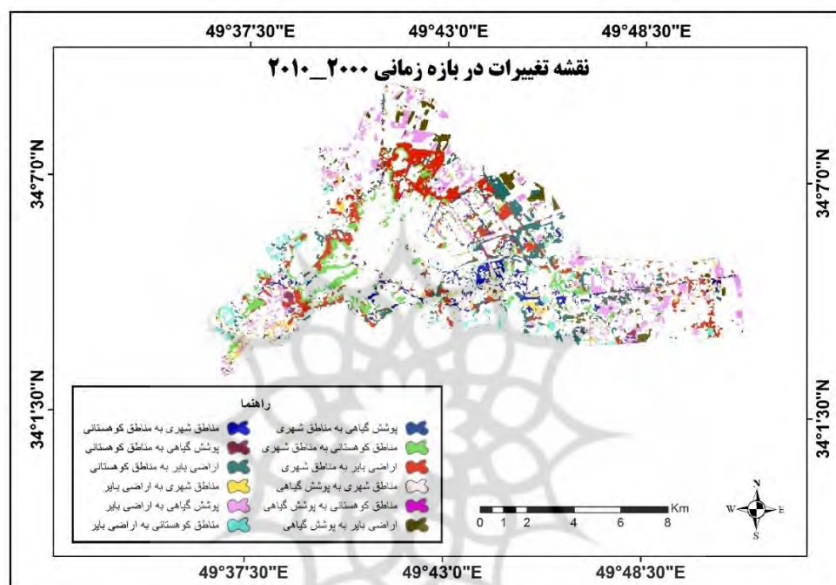 49°37'30"E 49°43'0"E 49°48'30"E
نقشه تغییرات در بازه زمانی ۲۰۰۰_۲۰۱۰
34°7'0"N 34°7'0"N
34°1'30"N 34°1'30"N
راهنما
پوشش گیاهی به مناطق شهری مناطق شهری به مناطق کوهستانی
مناطق کوهستانی به مناطق شهری پوشش گیاهی به مناطق کوهستانی
اراضی بایر به مناطق شهری اراضی بایر به مناطق کوهستانی
مناطق شهری به پوشش گیاهی مناطق شهری به اراضی بایر
مناطق کوهستانی به پوشش گیاهی پوشش گیاهی به اراضی بایر
اراضی بایر به پوشش گیاهی مناطق کوهستانی به اراضی بایر
Km
0 1 2 4 6 8
N
W E
S
49°37'30"E 49°43'0"E 49°48'30"E